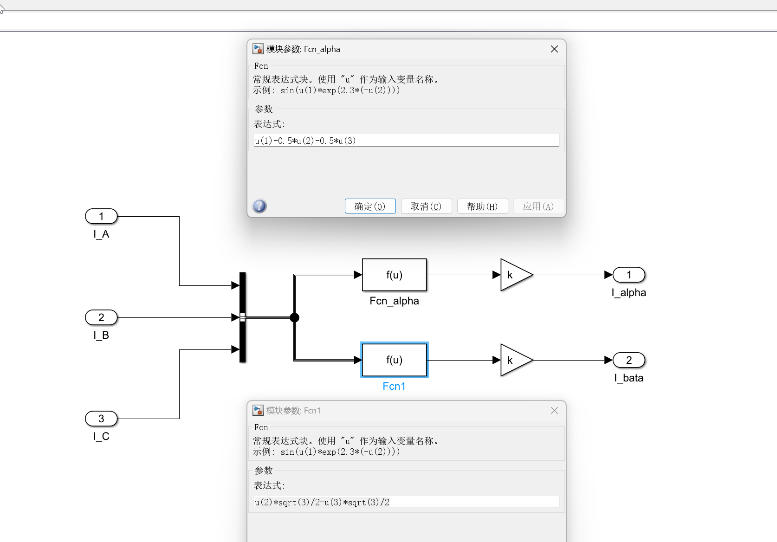 模块参数: Fcn_alpha
Fcn
常规表达式块。使用 "u" 作为输入变量名称。
示例: sin(u(1)*exp(2.3*(-u(2))))
参数
表达式:
u(1)-0.5*u(2)-0.5*u(3)
确定(O)
取消(C)
帮助(H)
应用(A)
1
I_A
2
I_B
3
I_C
f(u)
Fcn_alpha
k
1
I_alpha
f(u)
Fcn1
k
2
I_bata
模块参数: Fcn1
Fcn
常规表达式块。使用 "u" 作为输入变量名称。
示例: sin(u(1)*exp(2.3*(-u(2))))
参数
表达式:
u(2)*sqrt(3)/2-u(3)*sqrt(3)/2